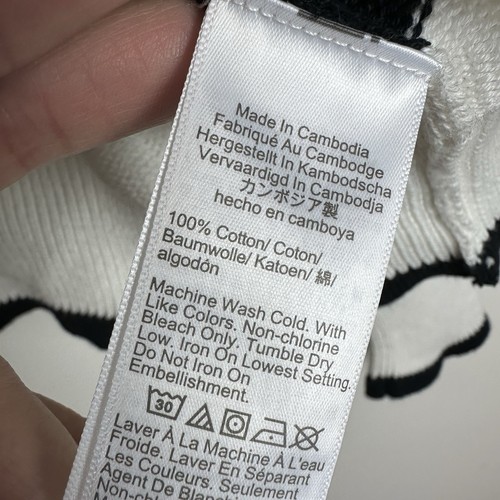 Made In Cambodia
Fabriqué Au Cambodge
Hergestellt In Kambodscha
Vervaardigd In Cambodja
カンボジア製
hecho en camboya
100% Cotton/ Coton/
Baumwolle/ Katoen/ 綿/
algodón
Machine Wash Cold. With
Like Colors. Non-chlorine
Bleach Only. Tumble Dry
Low. Iron On Lowest Setting.
Do Not Iron On
Embellishment.
30
Laver À La Machine À L'eau
Froide. Laver En Séparant
Les Couleurs. Seulement
Agent De